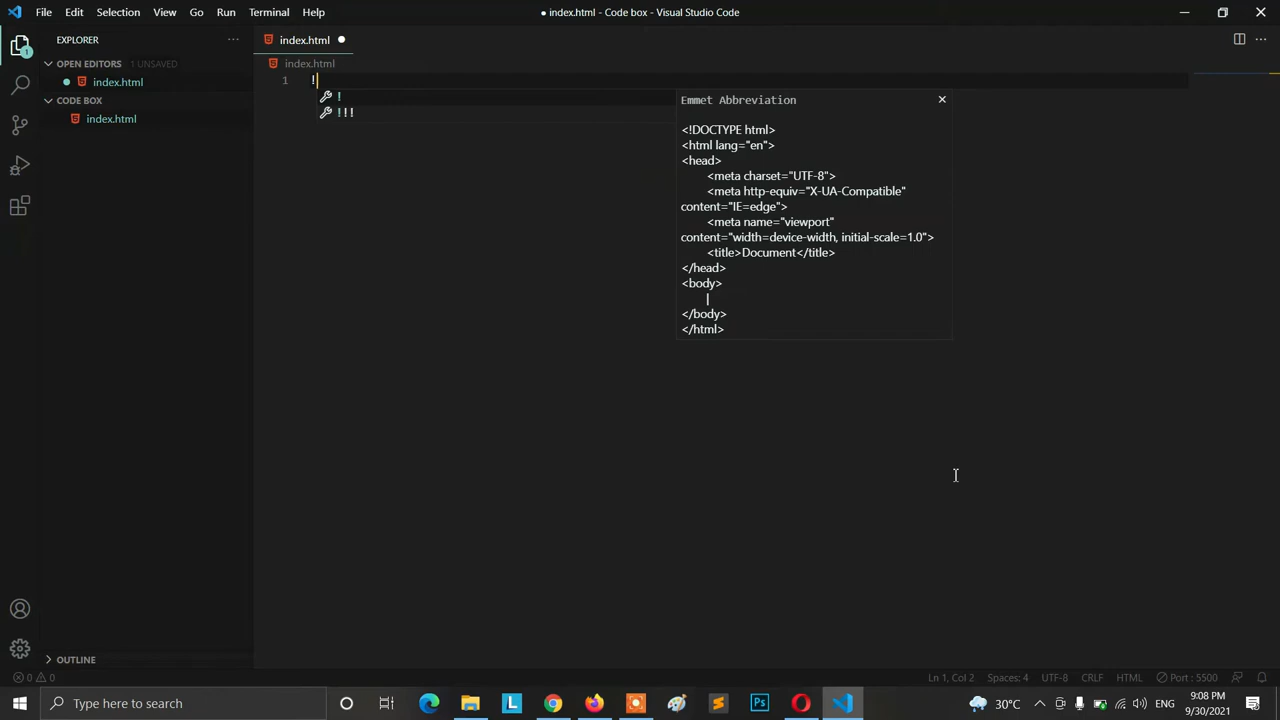 File Edit Selection View Go Run Terminal Help
● index.html - Code box - Visual Studio Code
EXPLORER
index.html
OPEN EDITORS 1 UNSAVED
index.html
index.html
1 !
CODE BOX
index.html
!
!!!
Emmet Abbreviation
<!DOCTYPE html>
<html lang="en">
<head>
<meta charset="UTF-8">
<meta http-equiv="X-UA-Compatible"
content="IE=edge">
<meta name="viewport"
content="width=device-width, initial-scale=1.0">
<title>Document</title>
</head>
<body>
|
</body>
</html>
1
OUTLINE
0 0
Ln 1, Col 2 Spaces: 4 UTF-8 CRLF HTML Port : 5500
Type here to search
L
Ps
30°C
ENG
9:08 PM
9/30/2021